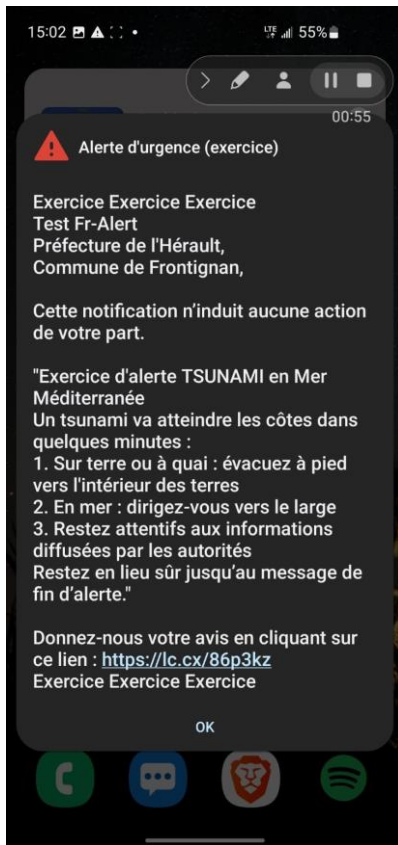 15:02 LTE 55%
00:55
Alerte d'urgence (exercice)
Exercice Exercice Exercice
Test Fr-Alert
Préfecture de l'Hérault,
Commune de Frontignan,
Cette notification n’induit aucune action
de votre part.
"Exercice d'alerte TSUNAMI en Mer
Méditerranée
Un tsunami va atteindre les côtes dans
quelques minutes :
1. Sur terre ou à quai : évacuez à pied
vers l'intérieur des terres
2. En mer : dirigez-vous vers le large
3. Restez attentifs aux informations
diffusées par les autorités
Restez en lieu sûr jusqu’au message de
fin d’alerte."
Donnez-nous votre avis en cliquant sur
ce lien : https://lc.cx/86p3kz
Exercice Exercice Exercice
OK